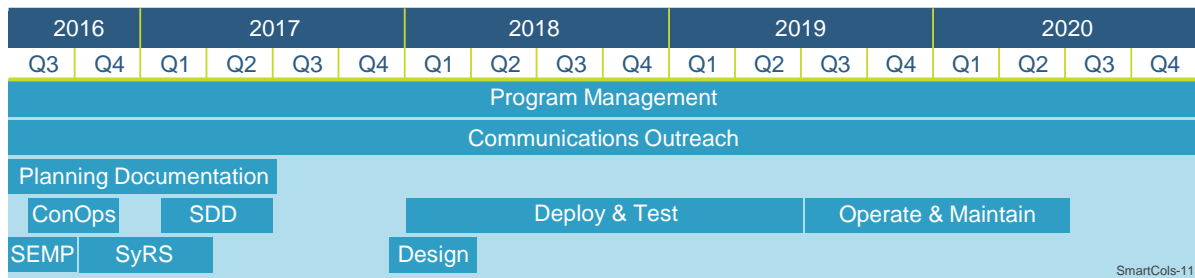 2016 2017 2018 2019 2020
Q3 Q4 Q1 Q2 Q3 Q4 Q1 Q2 Q3 Q4 Q1 Q2 Q3 Q4 Q1 Q2 Q3 Q4
Program Management
Communications Outreach
Planning Documentation
ConOps SDD Deploy & Test Operate & Maintain
SEMP SyRS Design
SmartCols-11